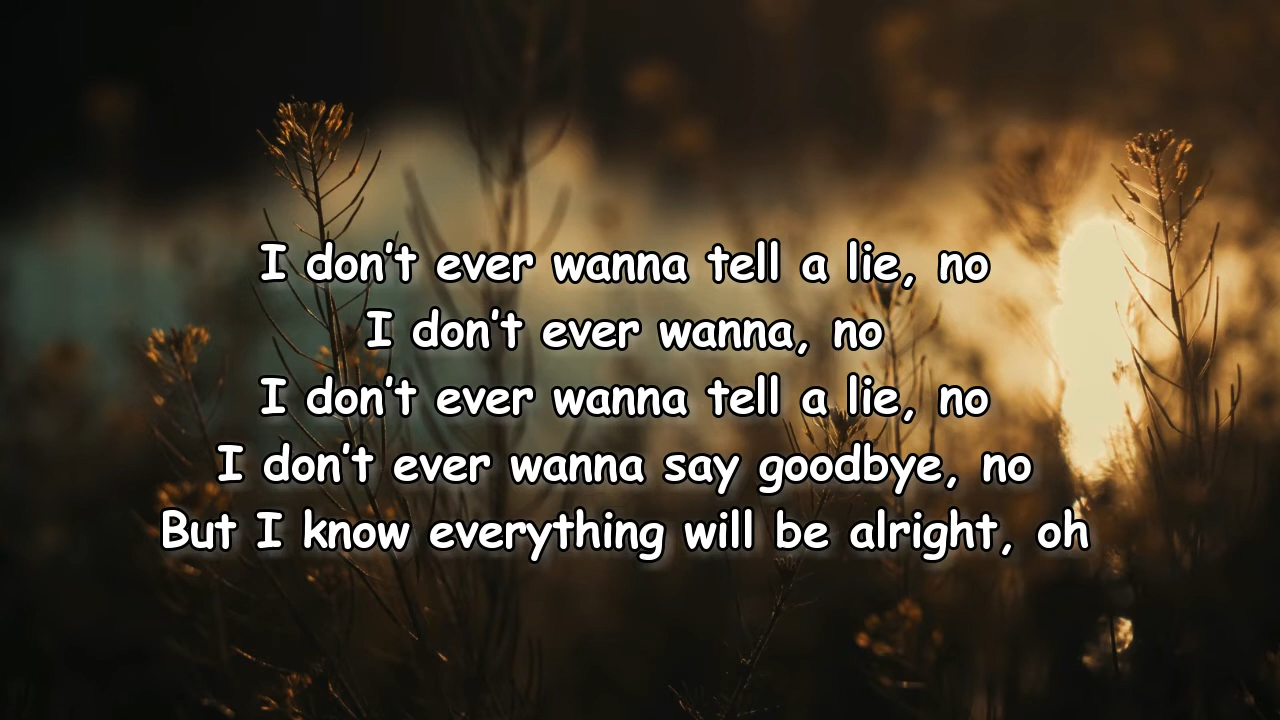 I don't ever wanna tell a lie, no
I don't ever wanna, no
I don't ever wanna tell a lie, no
I don't ever wanna say goodbye, no
But I know everything will be alright, oh